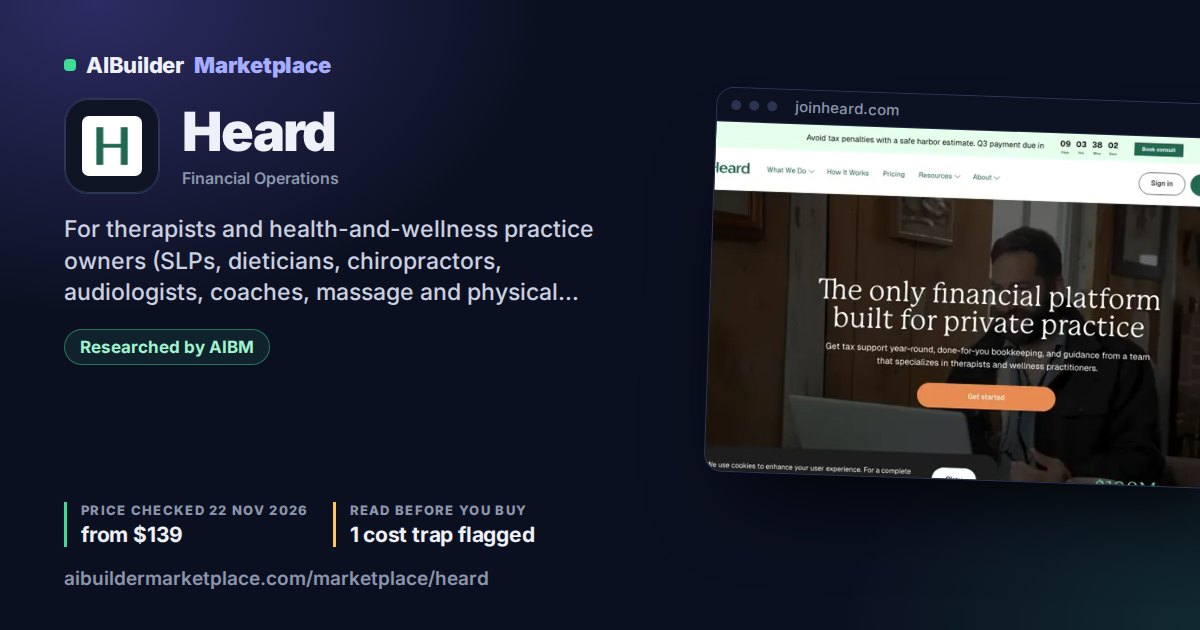 AIBuilder Marketplace
H
Heard
Financial Operations
For therapists and health-and-wellness practice
owners (SLPs, dieticians, chiropractors,
audiologists, coaches, massage and physical...
Researched by AIBM
PRICE CHECKED 22 NOV 2026
from $139
READ BEFORE YOU BUY
1 cost trap flagged
aibuildermarketplace.com/marketplace/heard
joinheard.com
Avoid tax penalties with a safe harbor estimate. Q3 payment due in
09 03 38 02
Book consult
Heard
What We Do
How It Works
Pricing
Resources
About
Sign in
The only financial platform
built for private practice
Get tax support year-round, done-for-you bookkeeping, and guidance from a team
that specializes in therapists and wellness practitioners.
Get started
We use cookies to enhance your user experience. For a complete